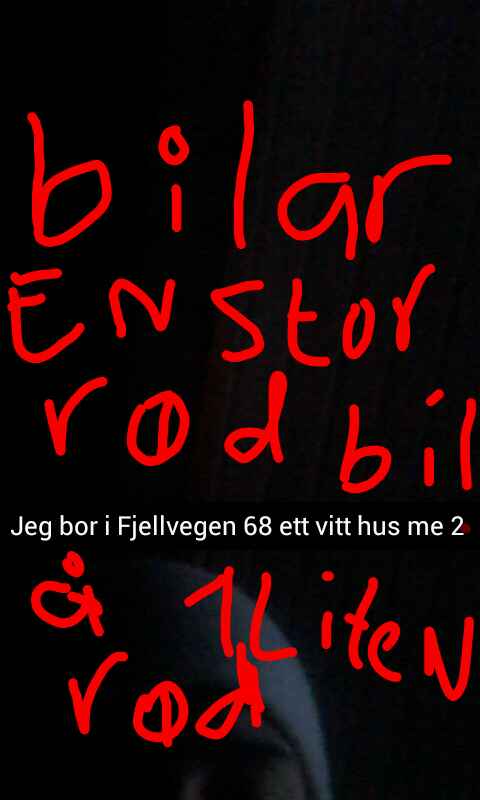 bilar
EN stor
rød bil
Jeg bor i Fjellvegen 68 ett vitt hus me 2
å 1 LiteN
rød